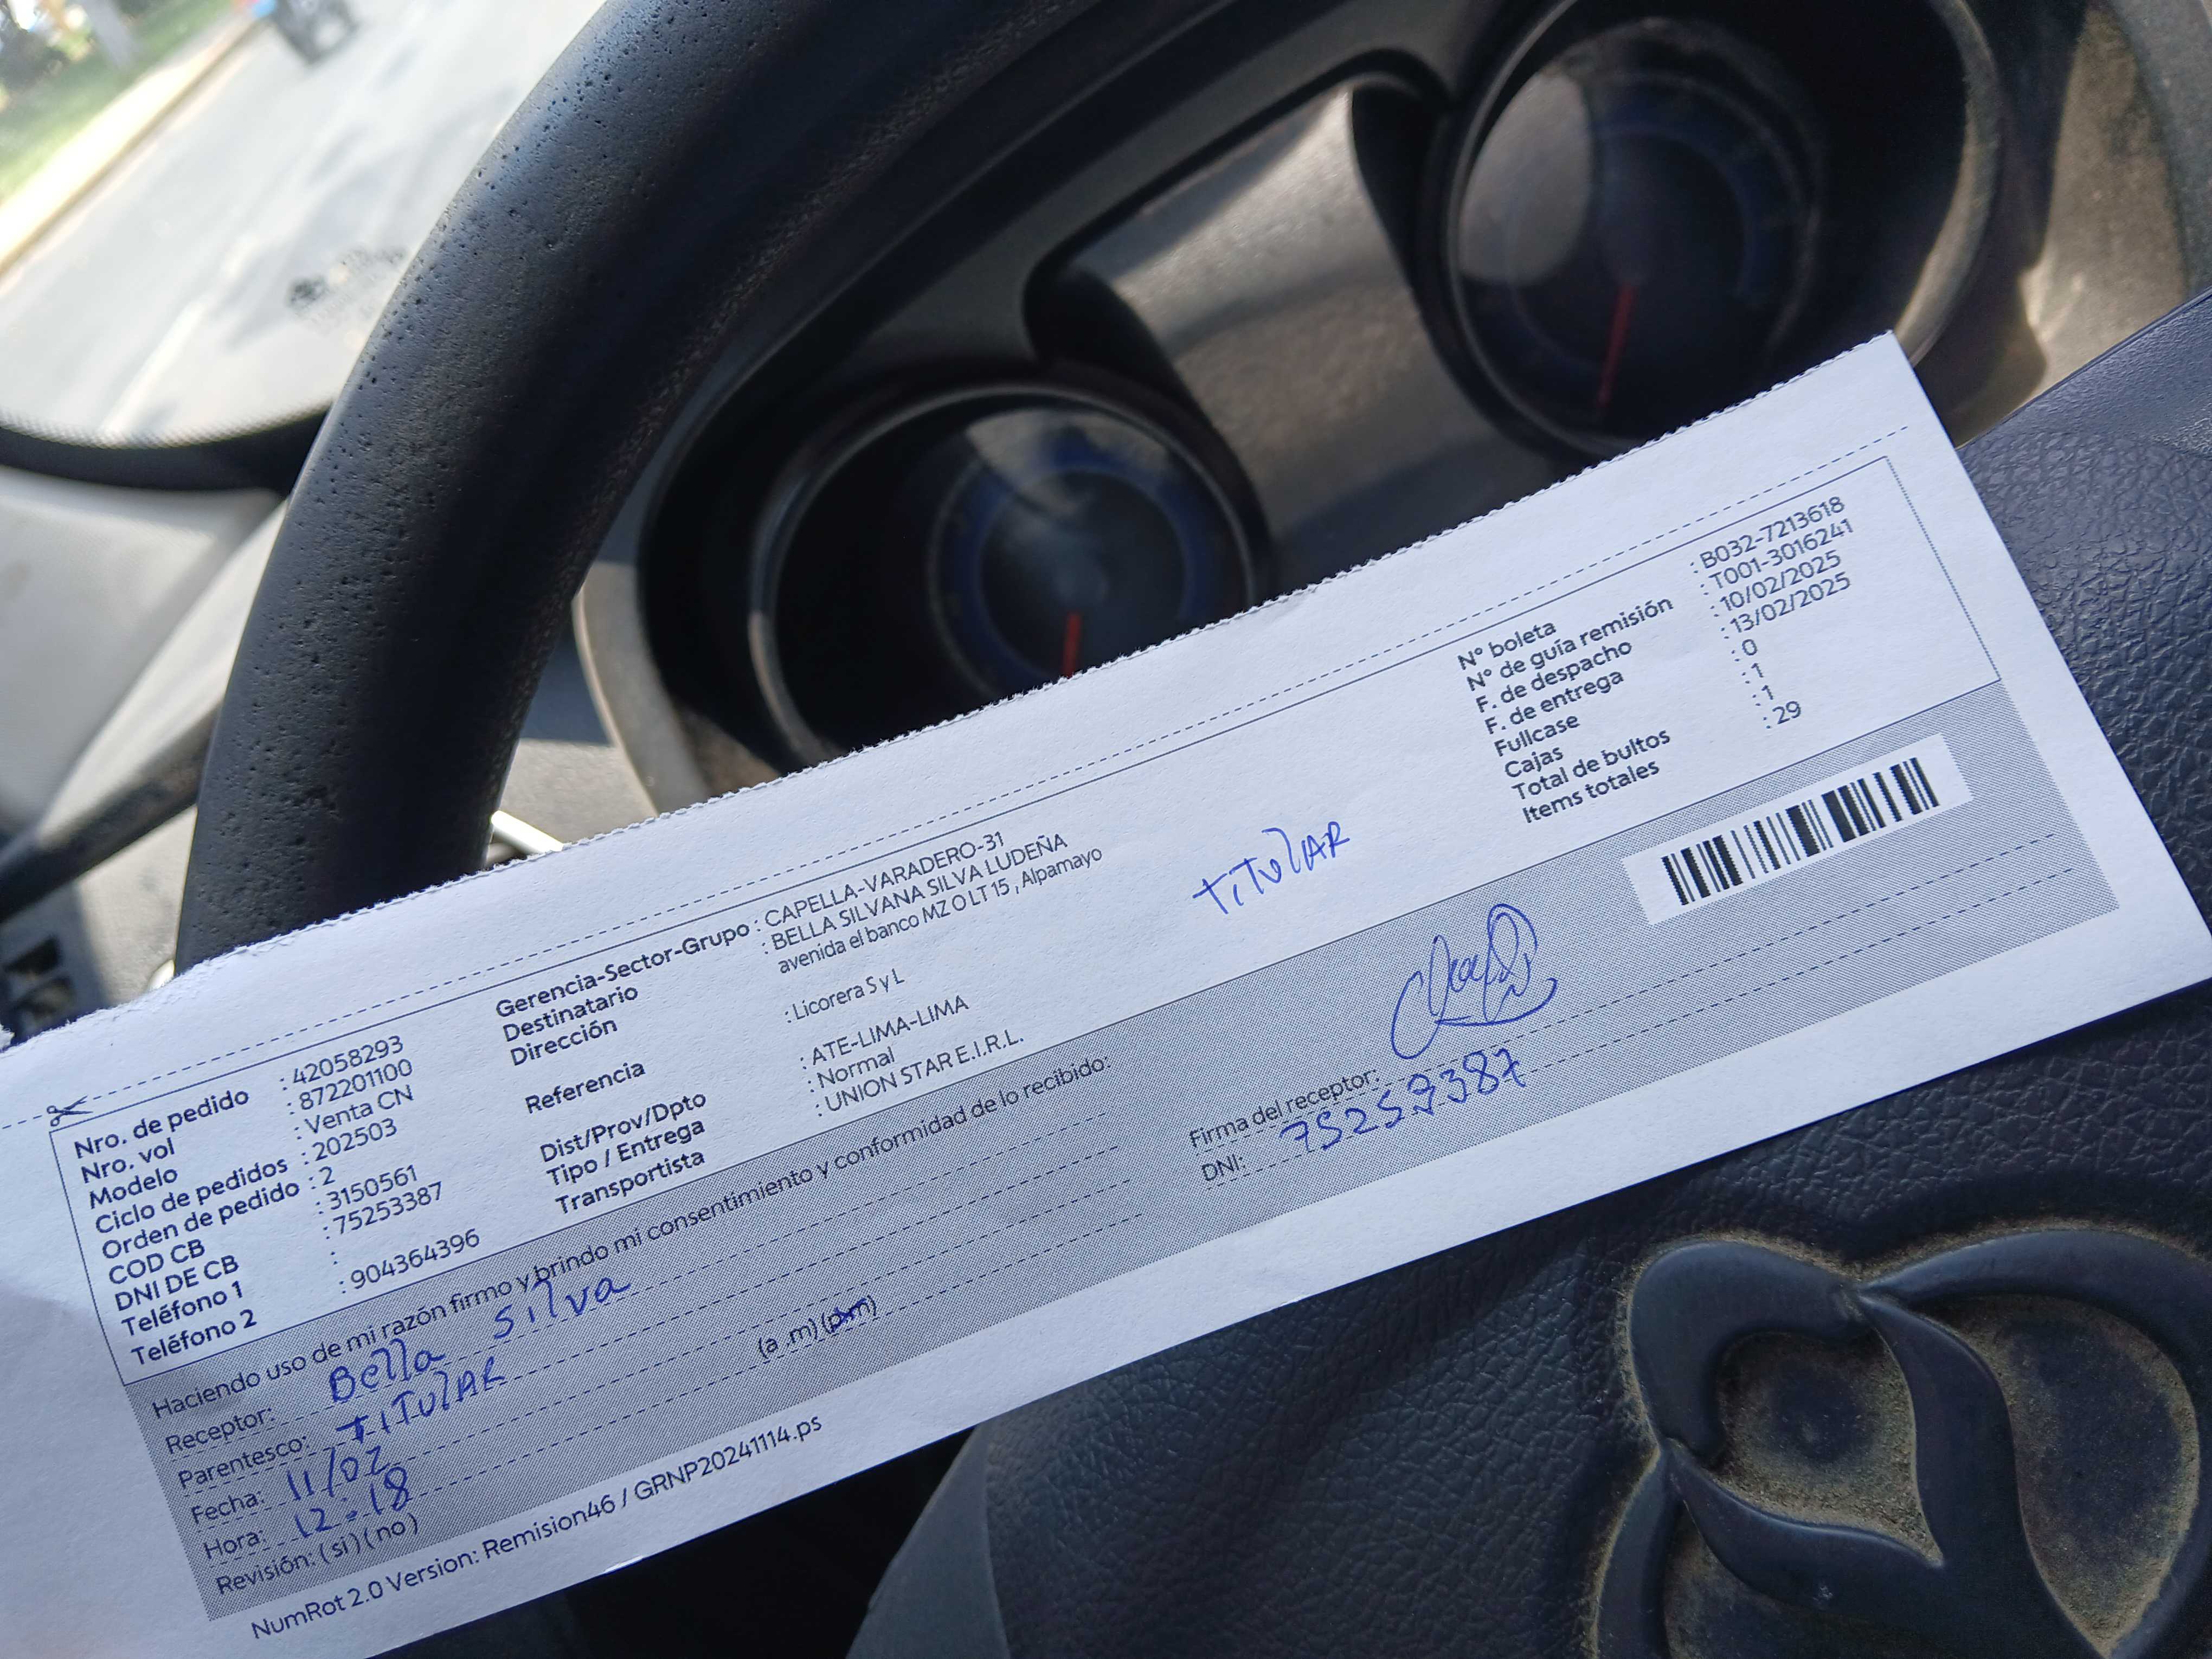 Nro. de pedido : 42058293
Nro. vol : 872201100
Modelo : Venta CN
Ciclo de pedidos : 202503
Orden de pedido : 2
COD CB : 3150561
DNI DE CB : 75253387
Teléfono 1 :
Teléfono 2 : 904364396
Gerencia-Sector-Grupo : CAPELLA-VARADERO-31
Destinatario : BELLA SILVANA SILVA LUDEÑA
Dirección avenida el banco MZ O LT 15 , Alpamayo
Referencia : Licorera S y L
Dist/Prov/Dpto : ATE-LIMA-LIMA
Tipo / Entrega : Normal
Transportista : UNION STAR E.I.R.L.
TiTulAR
N° boleta : B032-7213618
N° de guía remisión : T001-3016241
F. de despacho : 10/02/2025
F. de entrega : 13/02/2025
Fullcase : 0
Cajas : 1
Total de bultos : 1
Items totales : 29
Haciendo uso de mi razón firmo y brindo mi consentimiento y conformidad de lo recibido:
Receptor: Bella Silva
Parentesco: TiTulAR
Fecha: 11/02
Hora: 12:18 (a .m) (p.m)
Revisión: ( si ) ( no )
Firma del receptor:
DNI: 75253387
NumRot 2.0 Version: Remision46 / GRNP20241114.ps